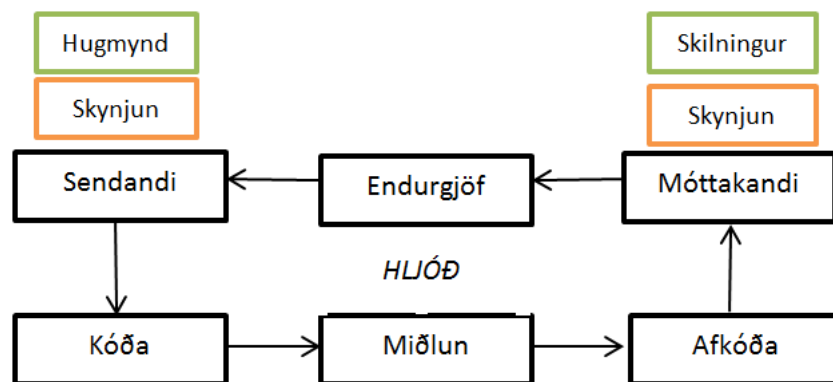 Hugmynd
Skilningur
Skynjun
Skynjun
Sendandi
Endurgjöf
Móttakandi
HLJÓÐ
Kóða
Miðlun
Afkóða